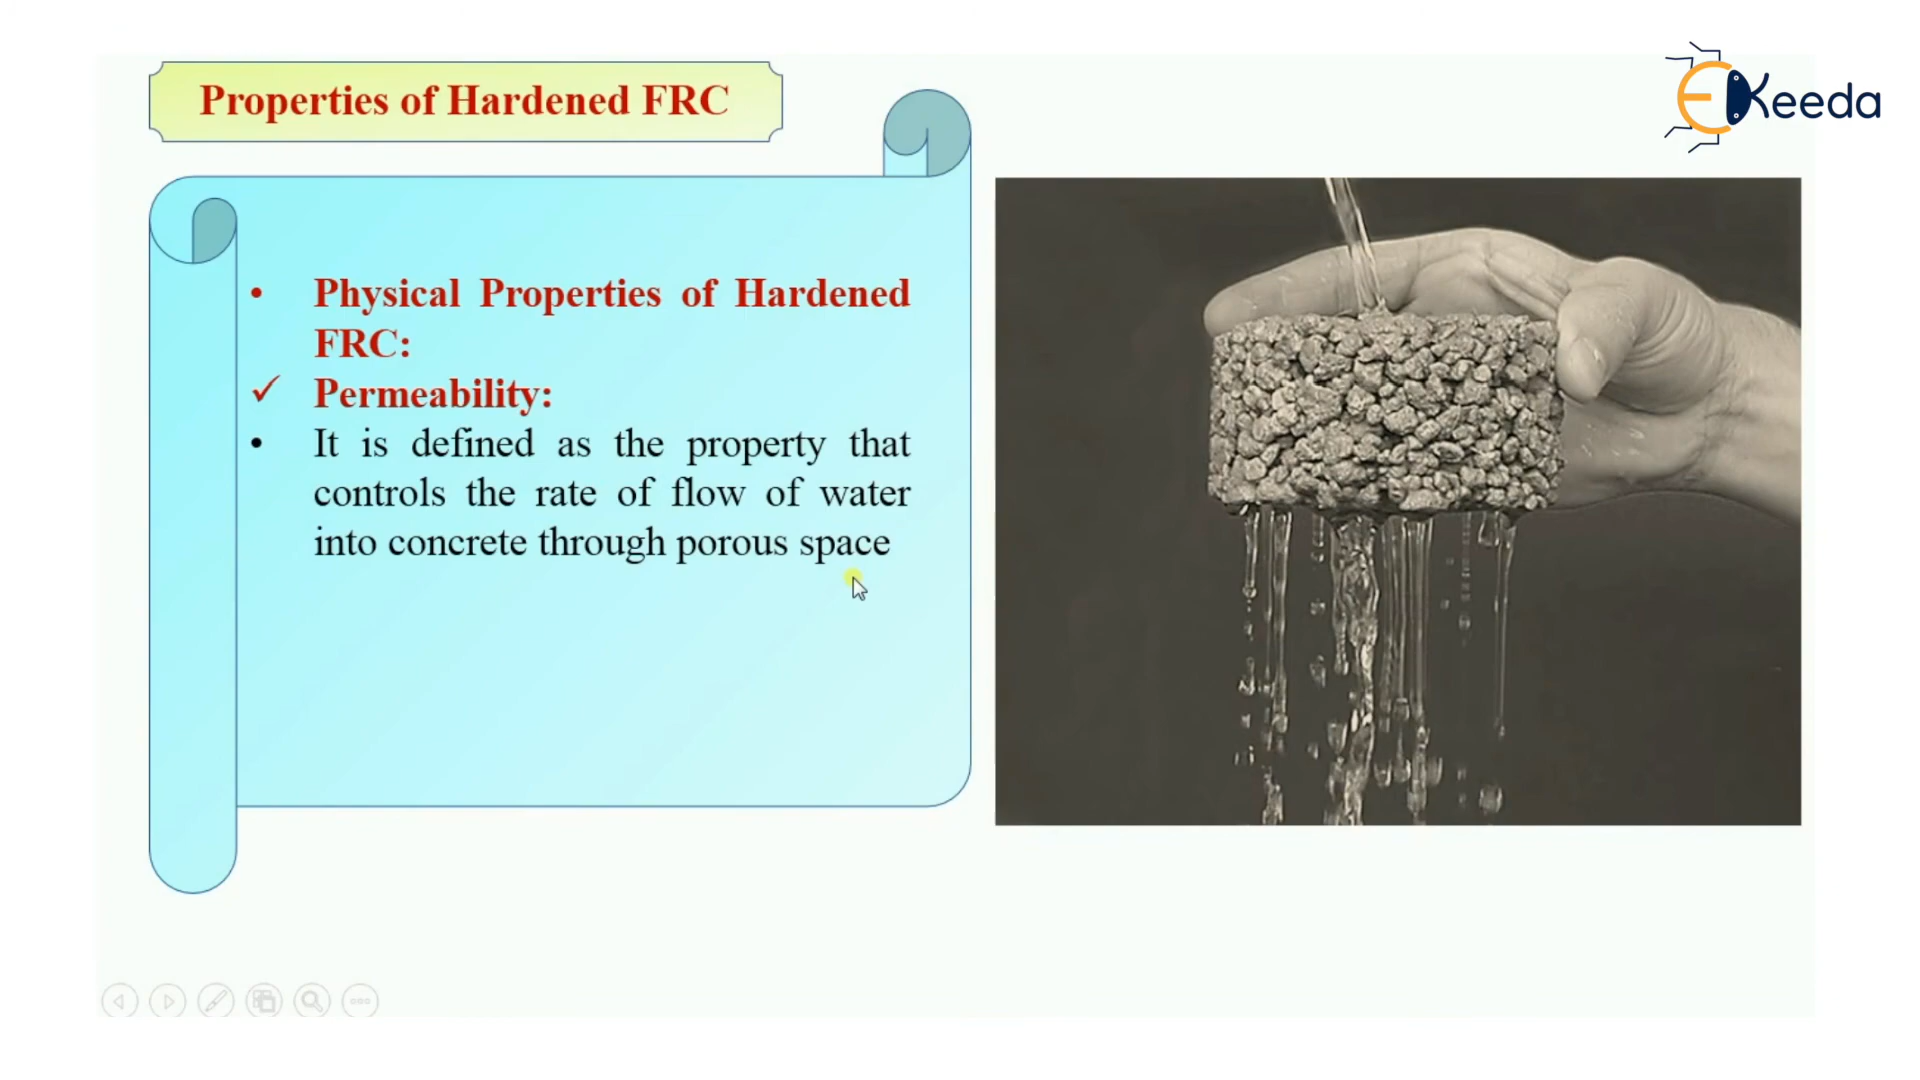 Properties of Hardened FRC
EKeeda
• Physical Properties of Hardened
FRC:
✓ Permeability:
• It is defined as the property that
controls the rate of flow of water
into concrete through porous space